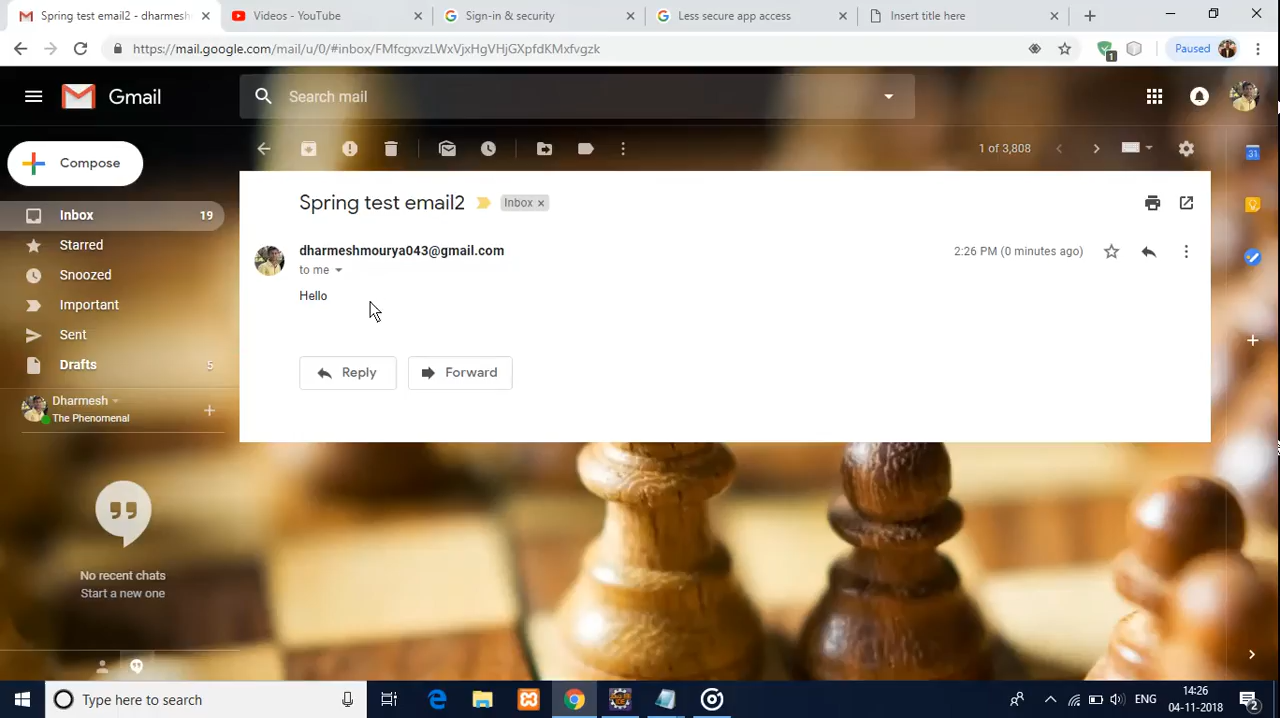 Spring test email2 - dharmesh
Videos - YouTube
Sign-in & security
Less secure app access
Insert title here
https://mail.google.com/mail/u/0/#inbox/FMfcgxvzLWxVjxHgVHjGXpfdKMxfvgzk
1
Paused
Gmail
Search mail
Compose
1 of 3,808
31
Inbox 19
Starred
Snoozed
Important
Sent
Drafts 5
Dharmesh
The Phenomenal
No recent chats
Start a new one
Spring test email2
Inbox ×
dharmeshmourya043@gmail.com
2:26 PM (0 minutes ago)
to me
Hello
Reply
Forward
Type here to search
ENG
14:26
04-11-2018
2